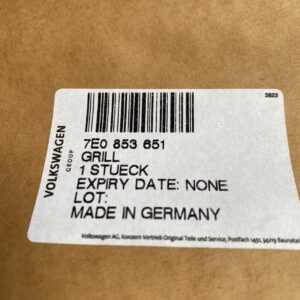 3822
VOLKSWAGEN
GROUP
7E0 853 651
GRILL
1 STUECK
EXPIRY DATE: NONE
LOT:
MADE IN GERMANY
Volkswagen AG, Konzern Vertrieb Original Teile und Service, Postfach 1451, 34219 Baunatal